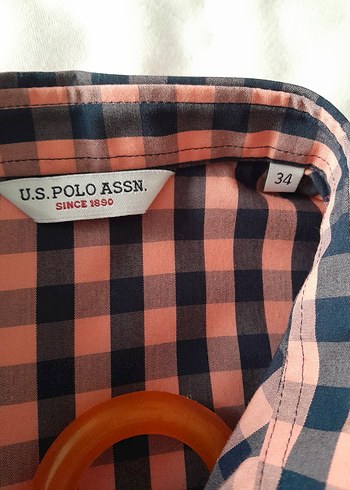 U.S. POLO ASSN.
SINCE 1890
34